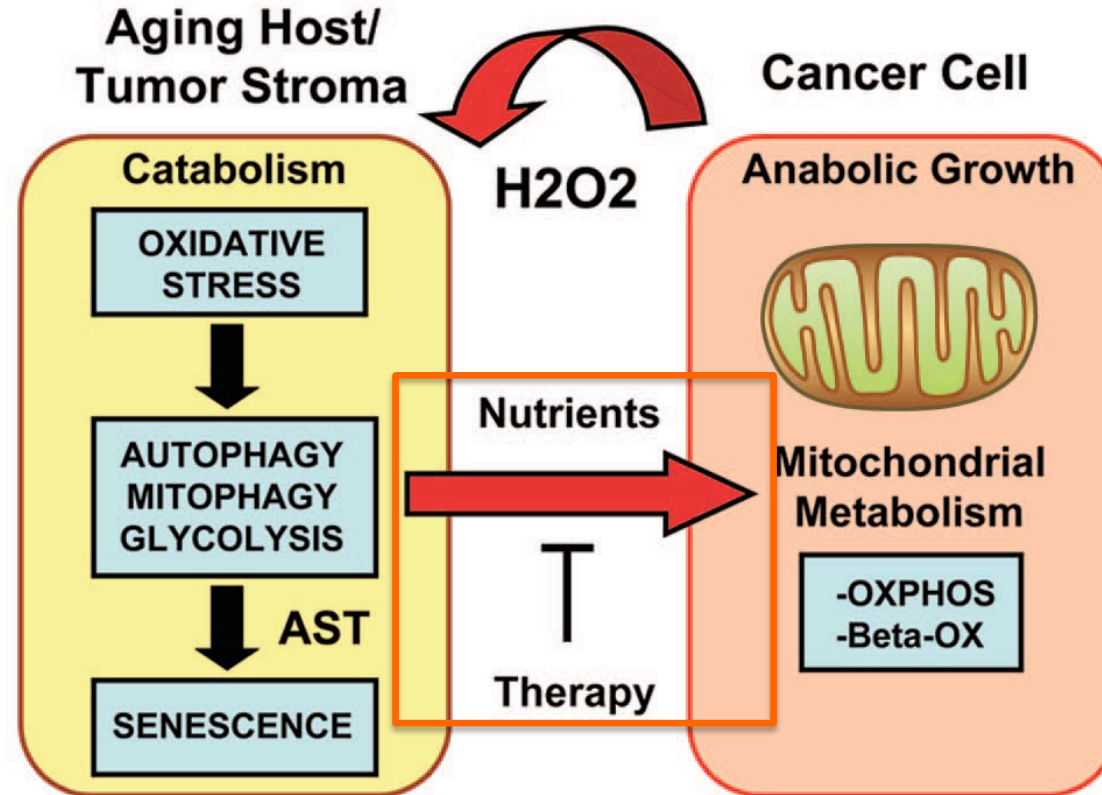 Aging Host/
Tumor Stroma
Catabolism
OXIDATIVE
STRESS
AUTOPHAGY
MITOPHAGY
GLYCOLYSIS
AST
SENESCENCE
H2O2
Nutrients
Therapy
Cancer Cell
Anabolic Growth
Mitochondrial
Metabolism
-OXPHOS
-Beta-OX